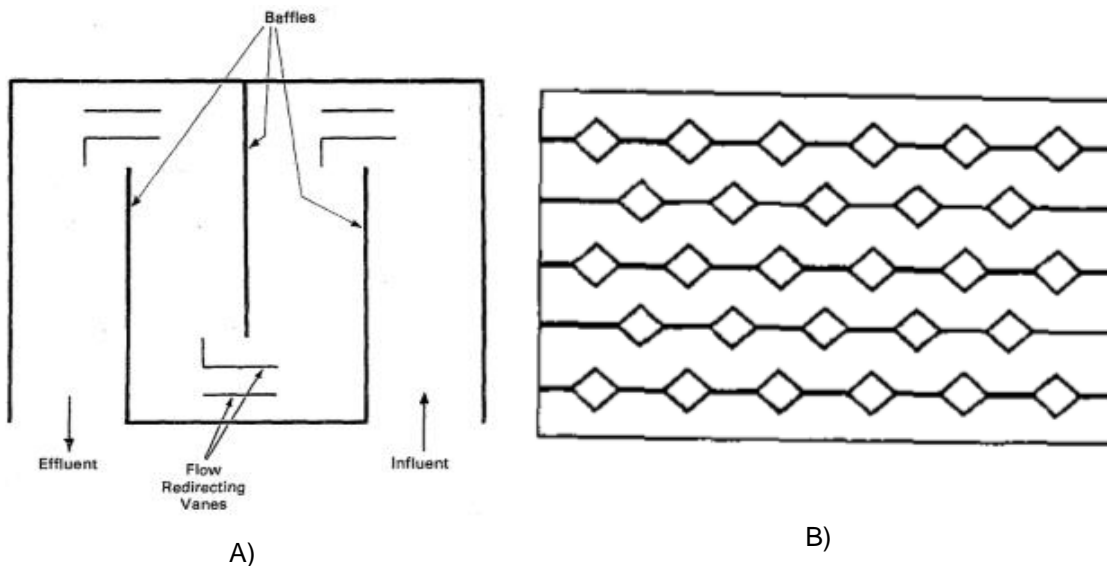 Baffles
Effluent
Influent
Flow
Redirecting
Vanes
A)
B)